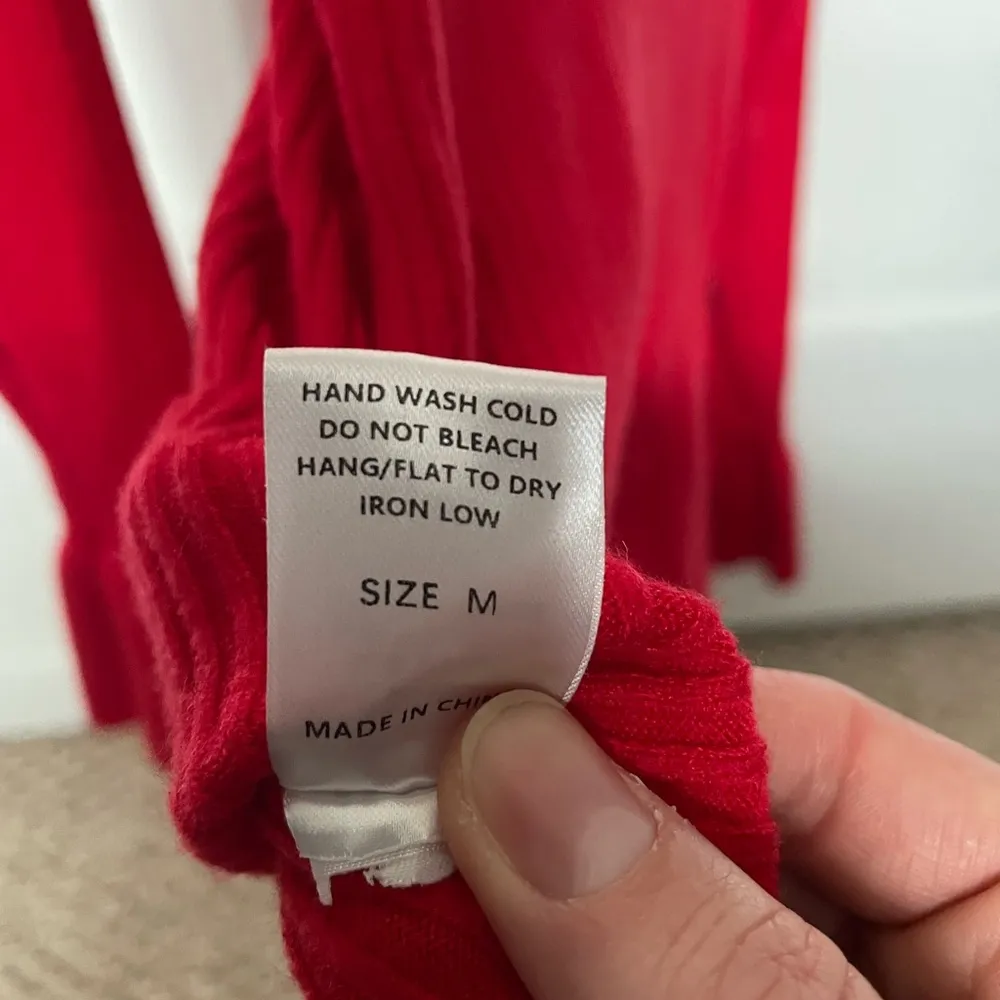 HAND WASH COLD
DO NOT BLEACH
HANG/FLAT TO DRY
IRON LOW
SIZE M
MADE IN